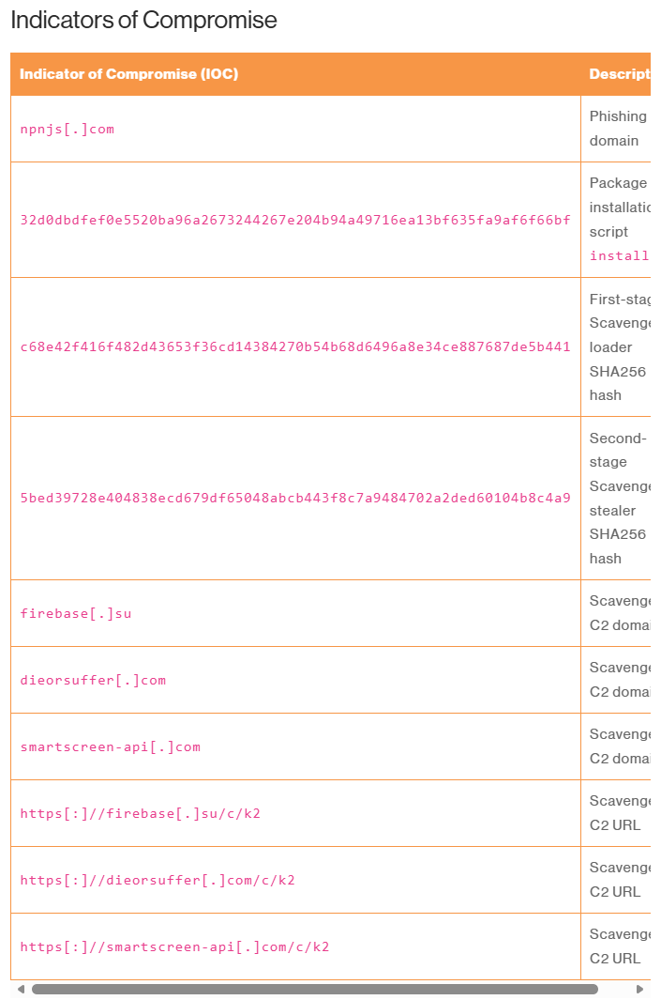 Indicators of Compromise
Indicator of Compromise (IOC) Descript
npnjs[.]com
Phishing
domain
32d0dbdfef0e5520ba96a2673244267e204b94a49716ea13bf635fa9af6f66bf
Package
installatio
script
install
c68e42f416f482d43653f36cd14384270b54b68d6496a8e34ce887687de5b441
First-stag
Scavenge
loader
SHA256
hash
5bed39728e404838ecd679df65048abcb443f8c7a9484702a2ded60104b8c4a9
Second-
stage
Scavenge
stealer
SHA256
hash
firebase[.]su
Scavenge
C2 domai
dieorsuffer[.]com
Scavenge
C2 domai
smartscreen-api[.]com
Scavenge
C2 domai
https[:]//firebase[.]su/c/k2
Scavenge
C2 URL
https[:]//dieorsuffer[.]com/c/k2
Scavenge
C2 URL
https[:]//smartscreen-api[.]com/c/k2
Scavenge
C2 URL